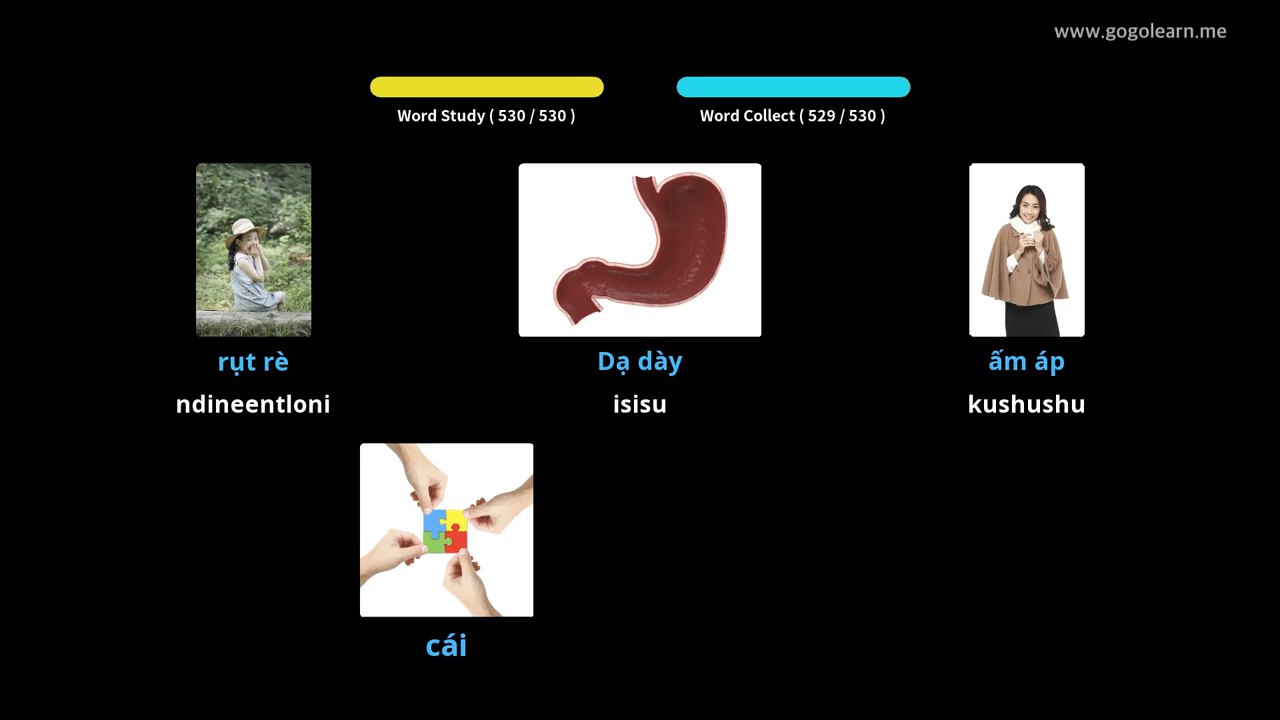 www.gogolearn.me
Word Study ( 530 / 530 )
Word Collect ( 529 / 530 )
rụt rè
Dạ dày
ấm áp
ndineentloni
isisu
kushushu
cái